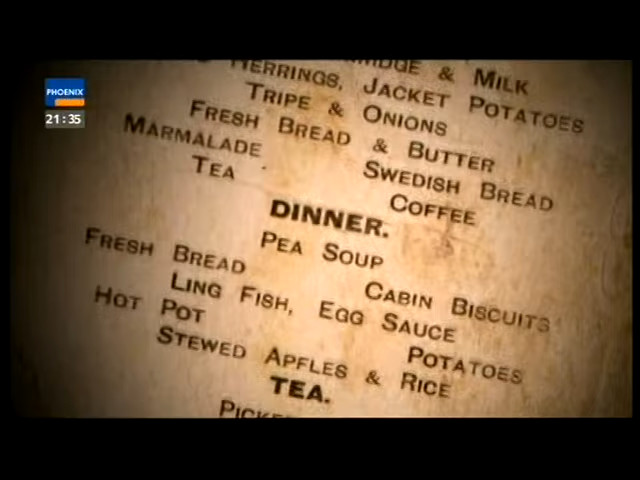 PHOENIX
21:35
& MILK
HERRINGS, JACKET POTATOES
TRIPE & ONIONS
FRESH BREAD & BUTTER
MARMALADE SWEDISH BREAD
TEA COFFEE
DINNER.
PEA SOUP
FRESH BREAD CABIN BISCUITS
LING FISH, EGG SAUCE
HOT POT POTATOES
STEWED APPLES & RICE
TEA.